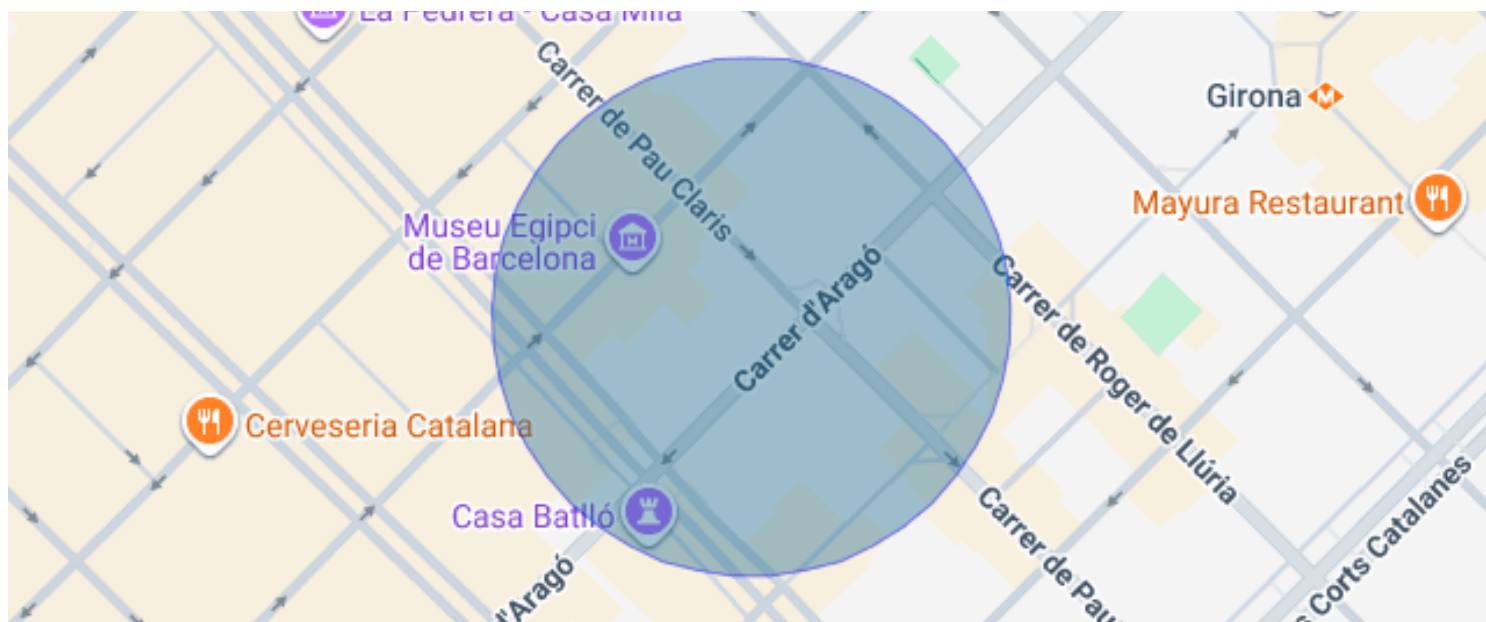 La Pedrera - Casa Milà
Carrer de Pau Claris
Girona
Mayura Restaurant
Museu Egipci
de Barcelona
Carrer d'Aragó
Carrer de Roger de Llúria
Cerveseria Catalana
Casa Batlló
d'Aragó
Carrer de Pau
Corts Catalanes